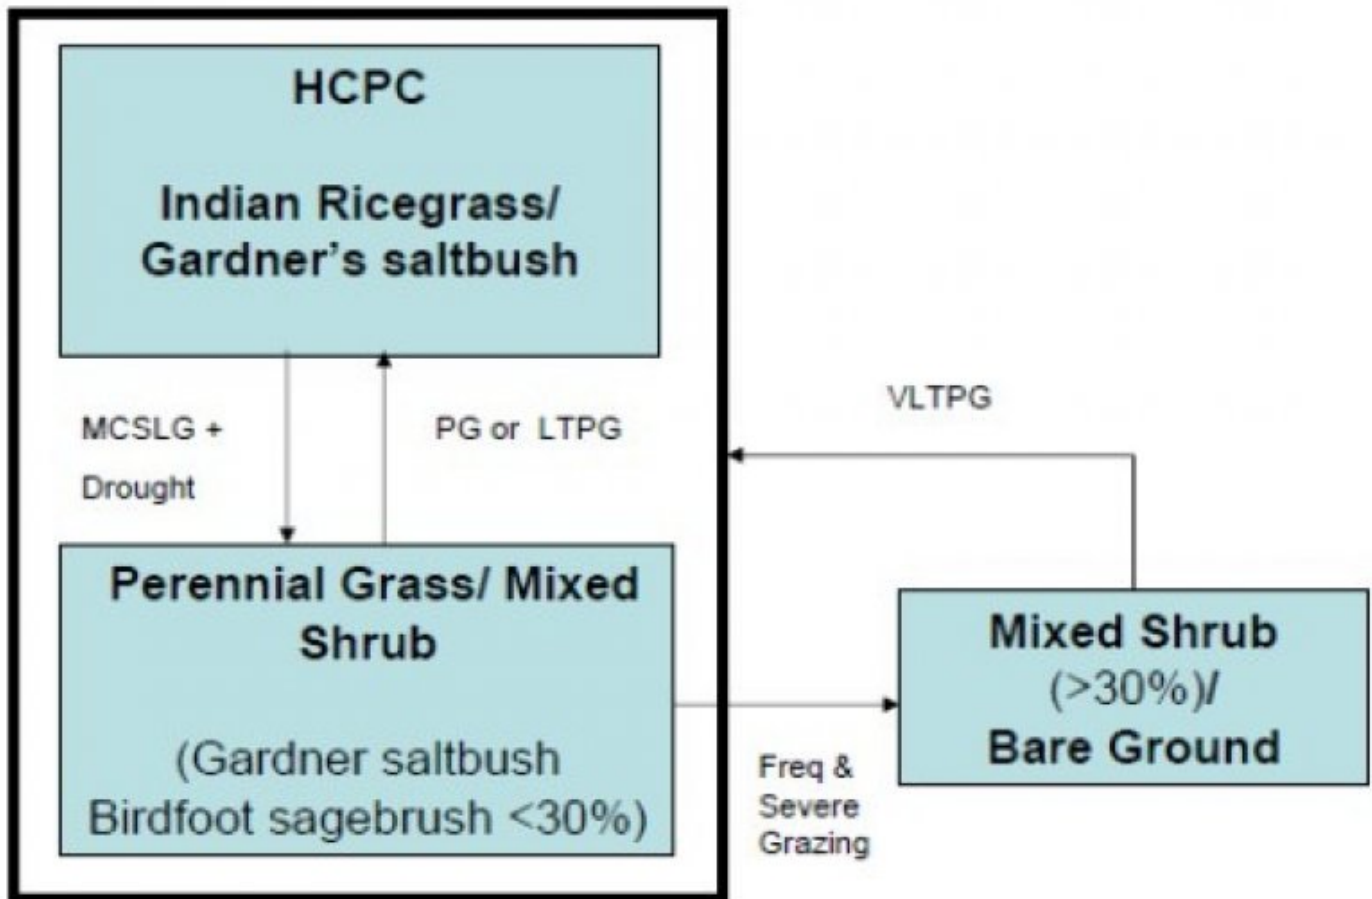 HCPC
Indian Ricegrass/
Gardner's saltbush
MCSLG +
Drought
PG or LTPG
VLTPG
Perennial Grass/ Mixed
Shrub
(Gardner saltbush
Birdfoot sagebrush <30%)
Freq &
Severe
Grazing
Mixed Shrub
(>30%)/
Bare Ground